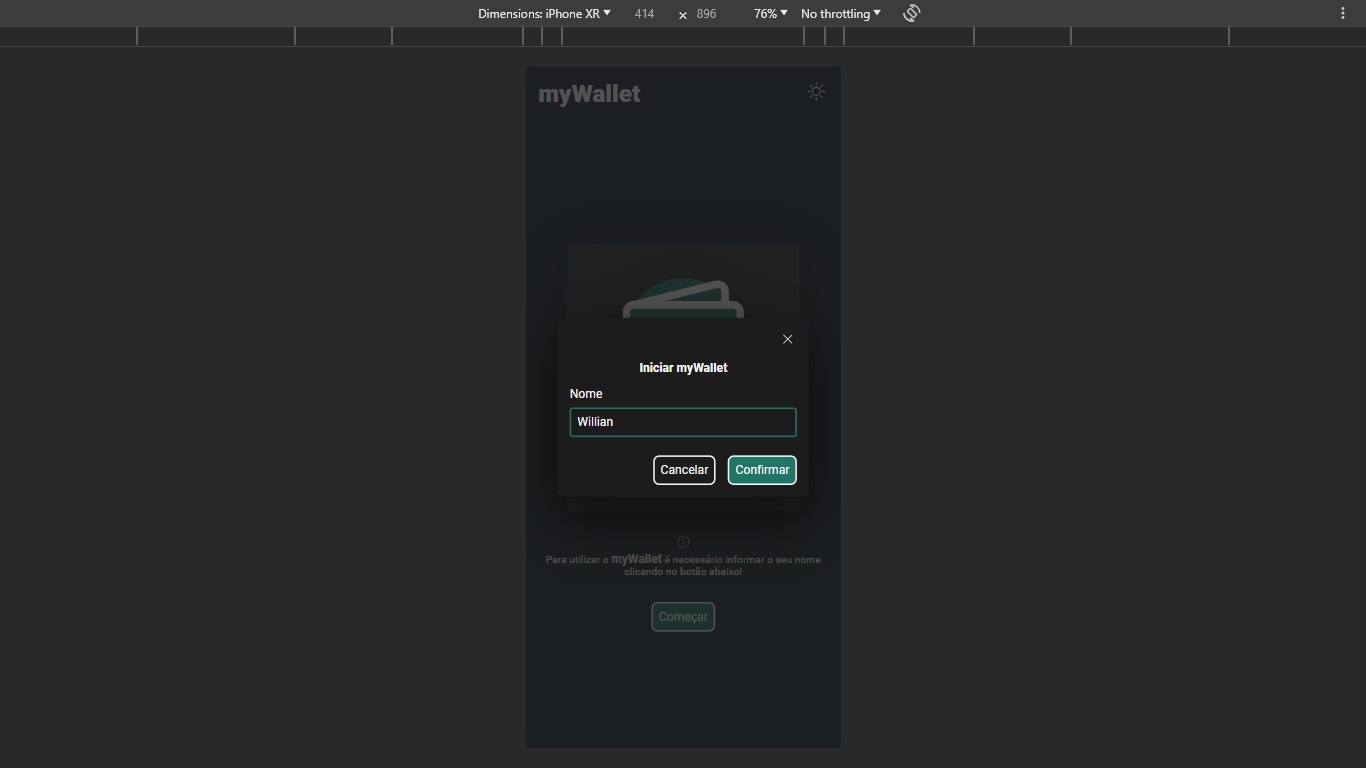 Dimensions: iPhone XR 414 × 896 76% No throttling
myWallet
Iniciar myWallet
Nome
Willian
Cancelar Confirmar
Para utilizar o myWallet é necessário informar o seu nome
clicando no botão abaixo!
Começar